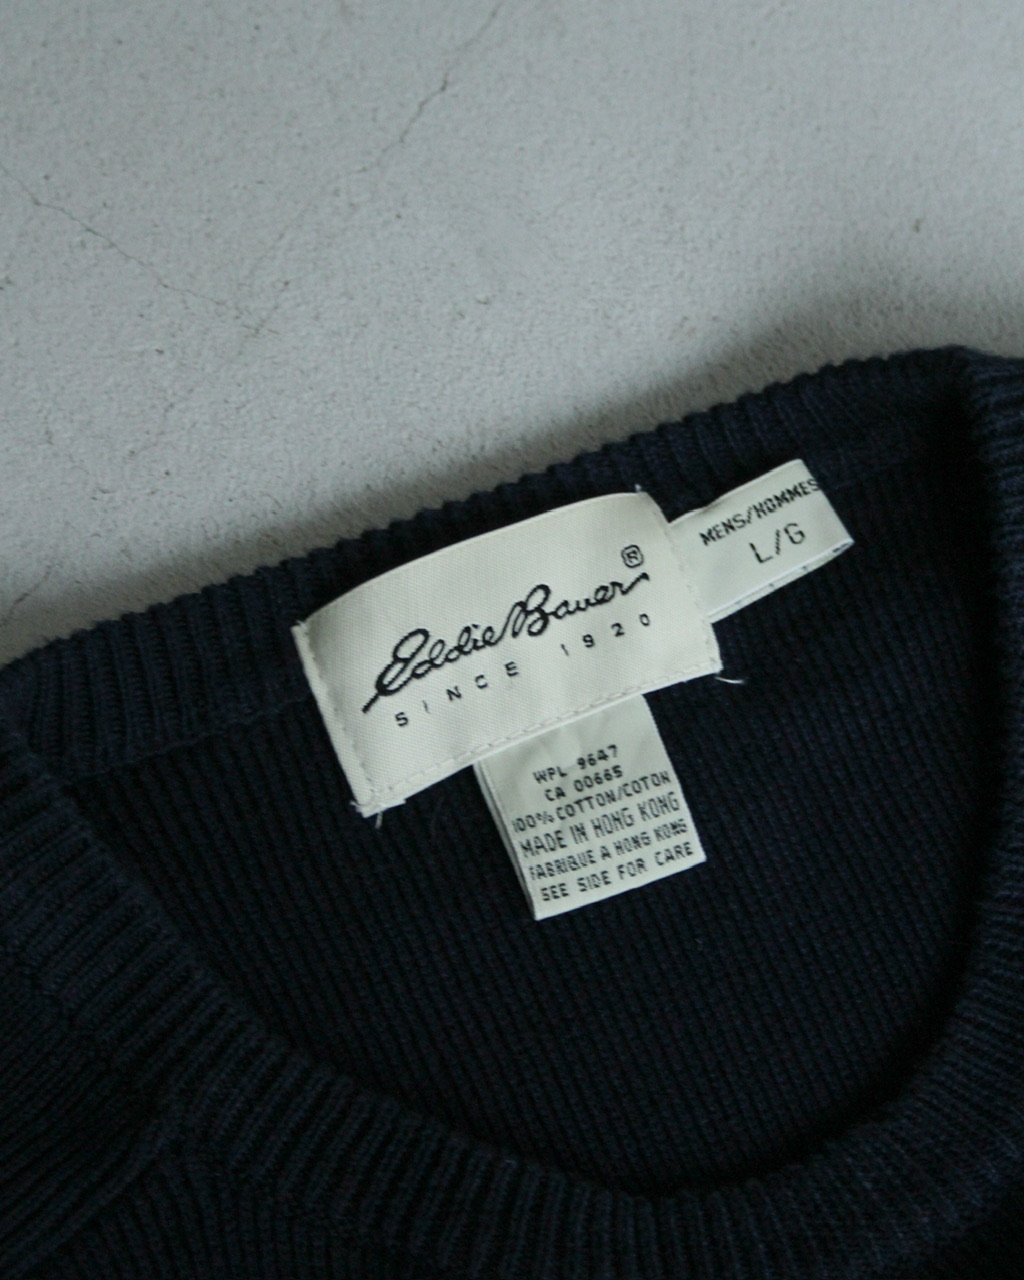 Eddie Bauer®
SINCE 1920
MENS/HOMMES
L/G
WPL 9647
CA 00665
100% COTTON/COTON
MADE IN HONG KONG
FABRIQUE A HONG KONG
SEE SIDE FOR CARE